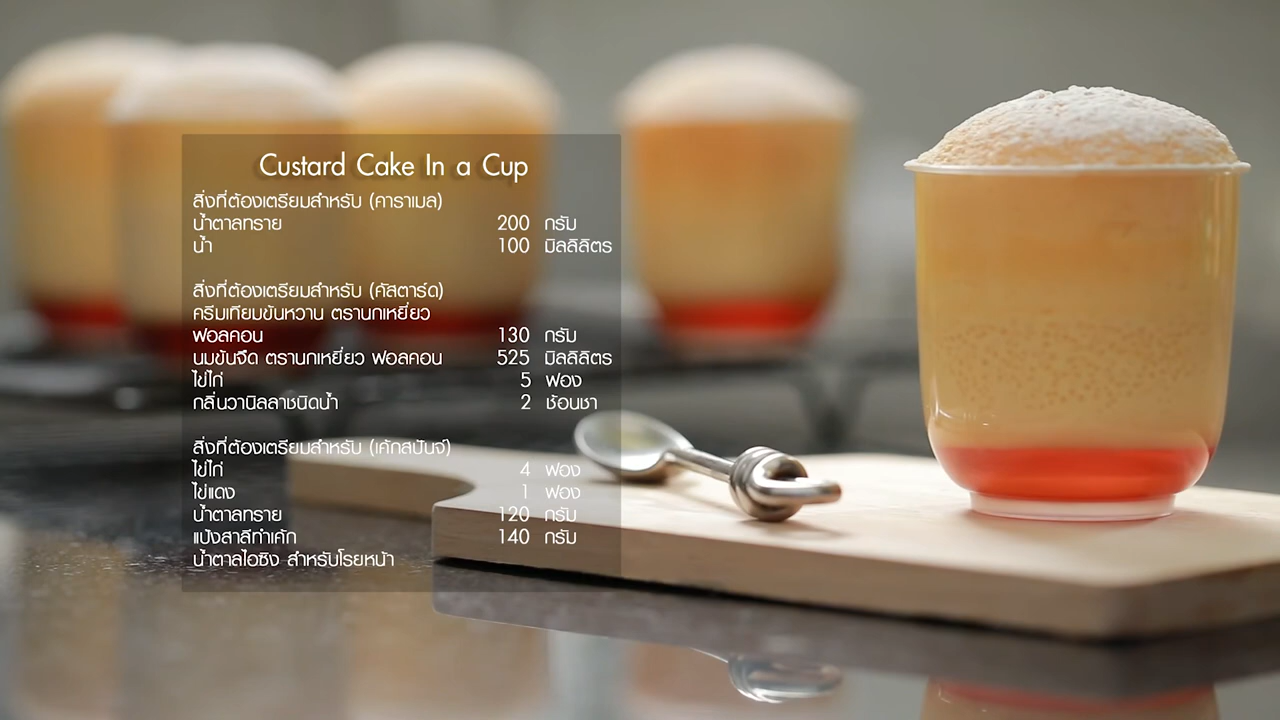 Custard Cake In a Cup
สิ่งที่ต้องเตรียมสำหรับ (คาราเมล)
น้ำตาลทราย 200 กรัม
น้ำ 100 มิลลิลิตร
สิ่งที่ต้องเตรียมสำหรับ (คัสตาร์ด)
ครีมเทียมข้นหวาน ตรานกเหยี่ยว
ฟอลคอน 130 กรัม
นมข้นจืด ตรานกเหยี่ยว ฟอลคอน 525 มิลลิลิตร
ไข่ไก่ 5 ฟอง
กลิ่นวานิลลาชนิดน้ำ 2 ช้อนชา
สิ่งที่ต้องเตรียมสำหรับ (เค้กสปันจ์)
ไข่ไก่ 4 ฟอง
ไข่แดง 1 ฟอง
น้ำตาลทราย 120 กรัม
แป้งสาลีทำเค้ก 140 กรัม
น้ำตาลไอซิง สำหรับโรยหน้า